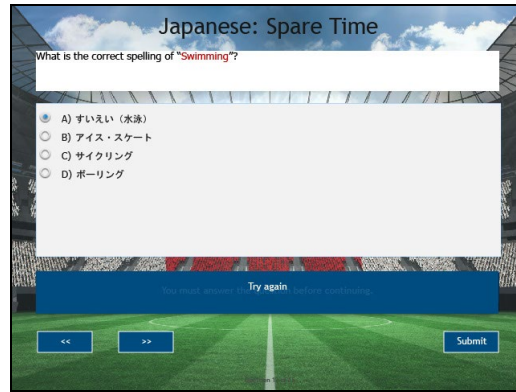 Japanese: Spare Time
What is the correct spelling of "Swimming"?
A) すいえい（水泳）
B) アイス・スケート
C) サイクリング
D) ボーリング
Try again
You must answer the question before continuing.
<<
>>
Submit